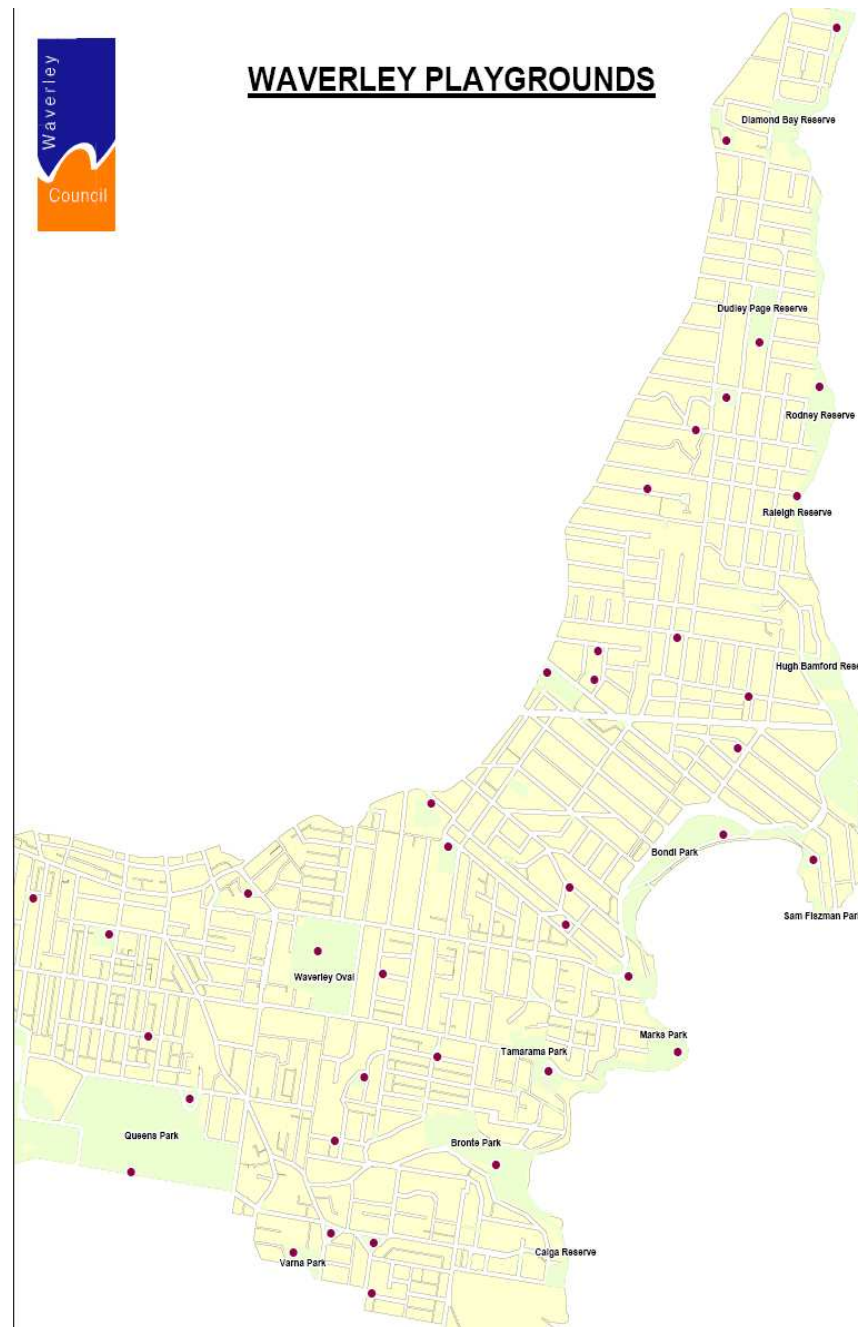 Waverley
Council
WAVERLEY PLAYGROUNDS
Diamond Bay Reserve
Dudley Page Reserve
Rodney Reserve
Raleigh Reserve
Hugh Bamford Rese
Bondi Park
Sam Fiszman Par
Waverley Oval
Marks Park
Tamarama Park
Queens Park
Bronte Park
Calga Reserve
Varna Park